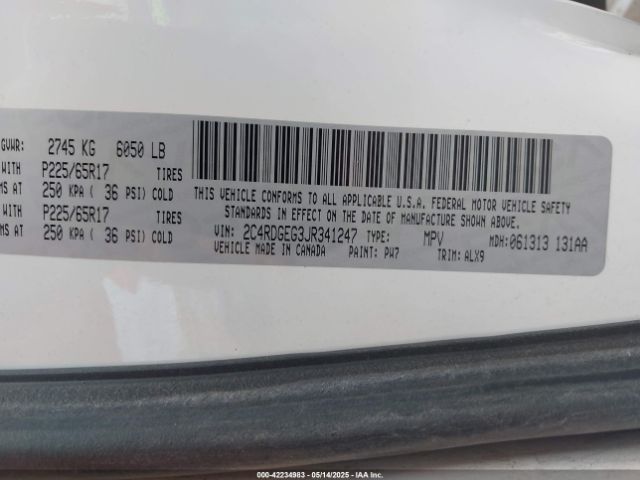 GVWR: 2745 KG 6050 LB
WITH P225/65R17 TIRES
MS AT 250 KPA ( 36 PSI) COLD
WITH P225/65R17 TIRES
MS AT 250 KPA ( 36 PSI) COLD
THIS VEHICLE CONFORMS TO ALL APPLICABLE U.S.A. FEDERAL MOTOR VEHICLE SAFETY
STANDARDS IN EFFECT ON THE DATE OF MANUFACTURE SHOWN ABOVE.
VIN: 2C4RDGEG3JR341247 TYPE: MPV MDH:061313 131AA
VEHICLE MADE IN CANADA PAINT: PW7 TRIM: ALX9
000-42234983 - 05/14/2025 - IAA Inc.